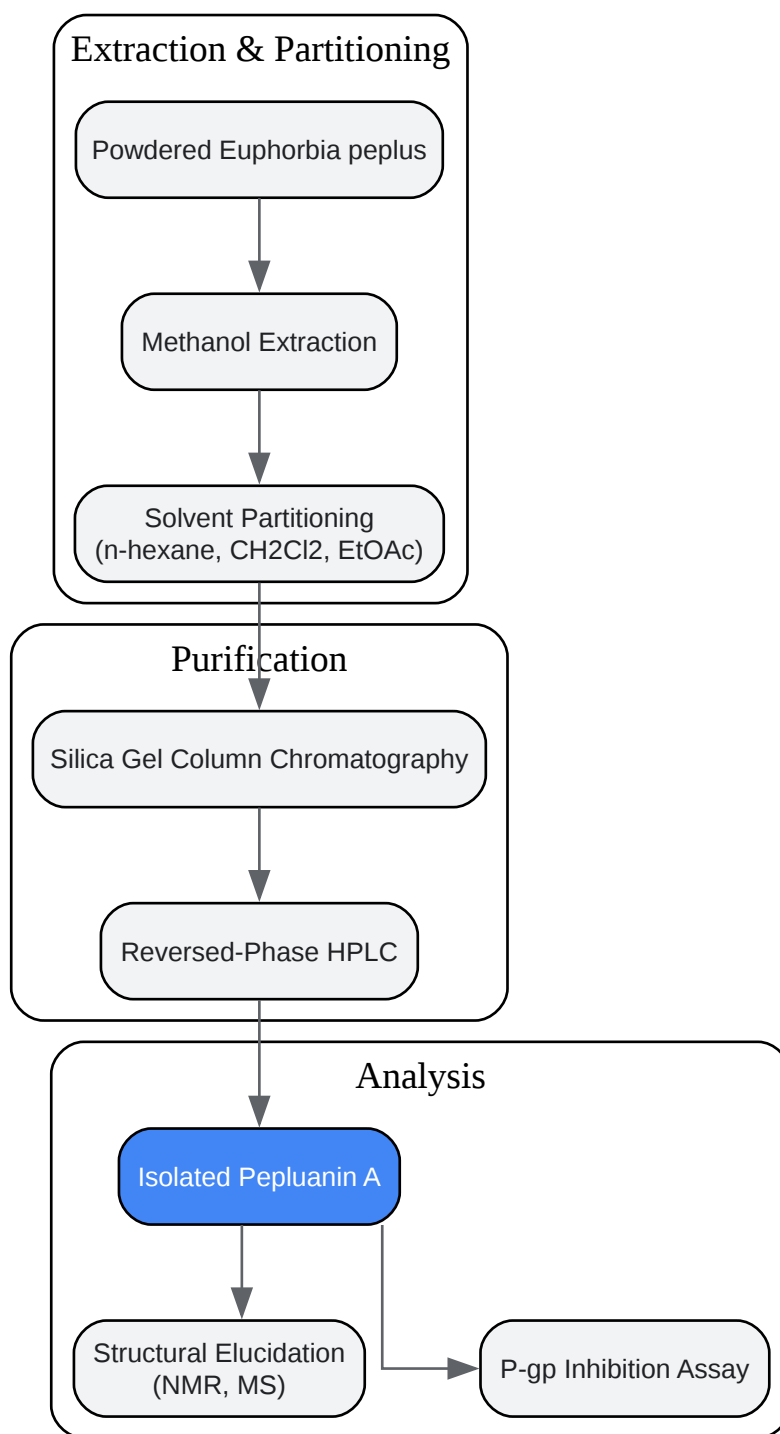 Extraction & Partitioning
Powdered Euphorbia peplus
Methanol Extraction
Solvent Partitioning
(n-hexane, CH2Cl2, EtOAc)
Purification
Silica Gel Column Chromatography
Reversed-Phase HPLC
Analysis
Isolated Pepluanin A
Structural Elucidation
(NMR, MS)
P-gp Inhibition Assay